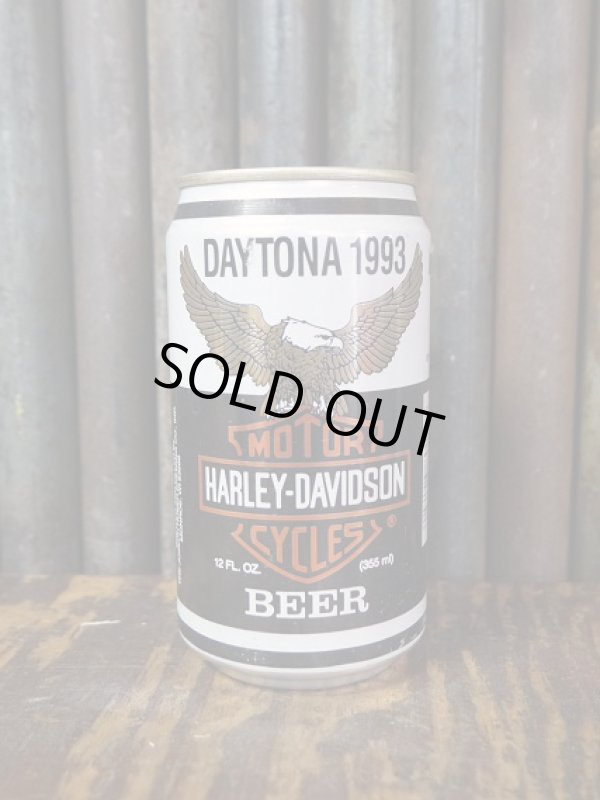 DAYTONA 1993
SOLD OUT
MOTOR
HARLEY-DAVIDSON
CYCLES ®
12 FL. OZ. (355 ml)
BEER